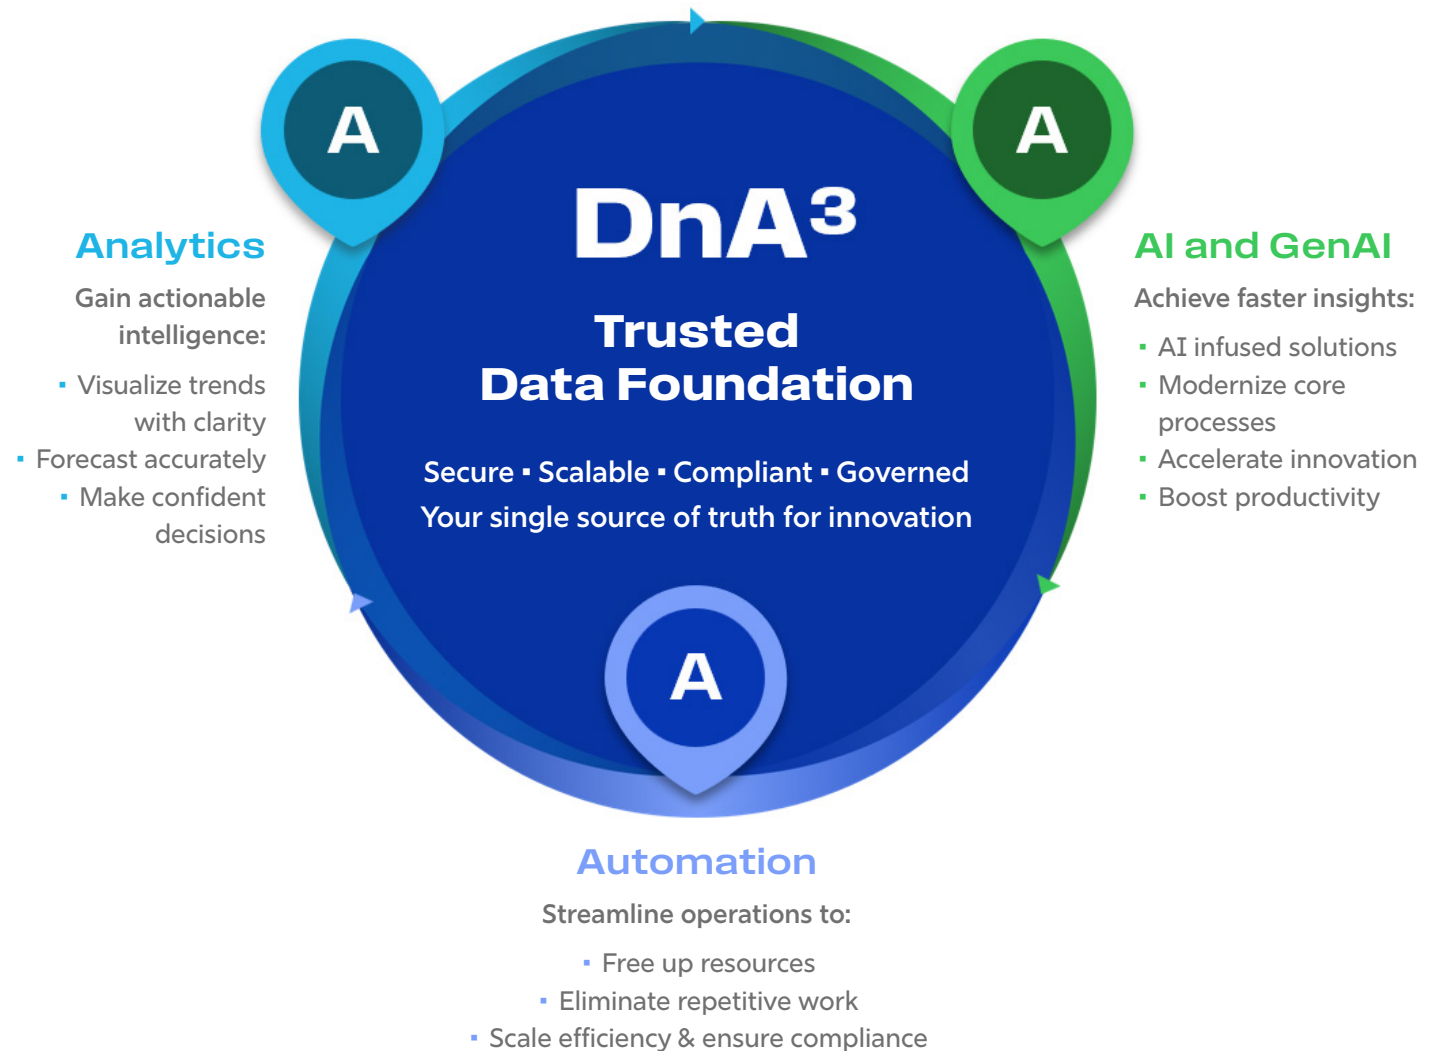 A
A
DnA³
Trusted
Data Foundation
Secure ▪ Scalable ▪ Compliant ▪ Governed
Your single source of truth for innovation
A
Analytics
Gain actionable
intelligence:
▪ Visualize trends
with clarity
▪ Forecast accurately
▪ Make confident
decisions
AI and GenAI
Achieve faster insights:
▪ AI infused solutions
▪ Modernize core
processes
▪ Accelerate innovation
▪ Boost productivity
Automation
Streamline operations to:
▪ Free up resources
▪ Eliminate repetitive work
▪ Scale efficiency & ensure compliance